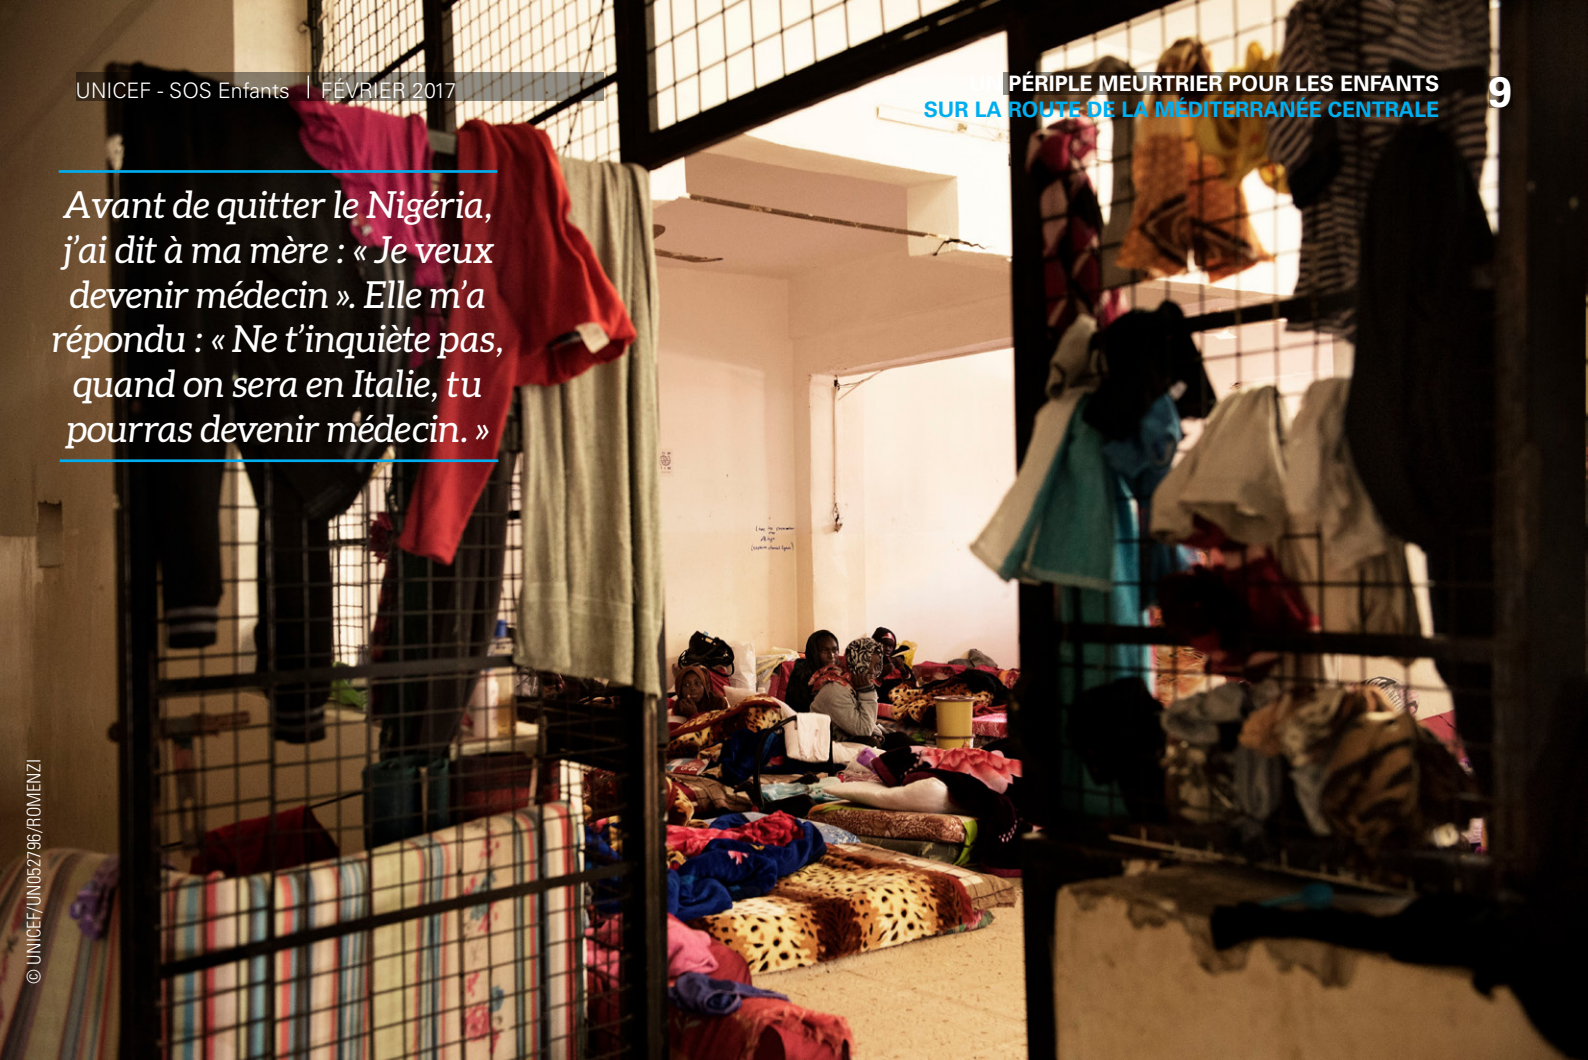 UNICEF - SOS Enfants | FÉVRIER 2017
UN PÉRIPLE MEURTRIER POUR LES ENFANTS
SUR LA ROUTE DE LA MÉDITERRANÉE CENTRALE
9
Avant de quitter le Nigéria,
j’ai dit à ma mère : « Je veux
devenir médecin ». Elle m’a
répondu : « Ne t’inquiète pas,
quand on sera en Italie, tu
pourras devenir médecin. »
© UNICEF/UN052796/ROMENZI